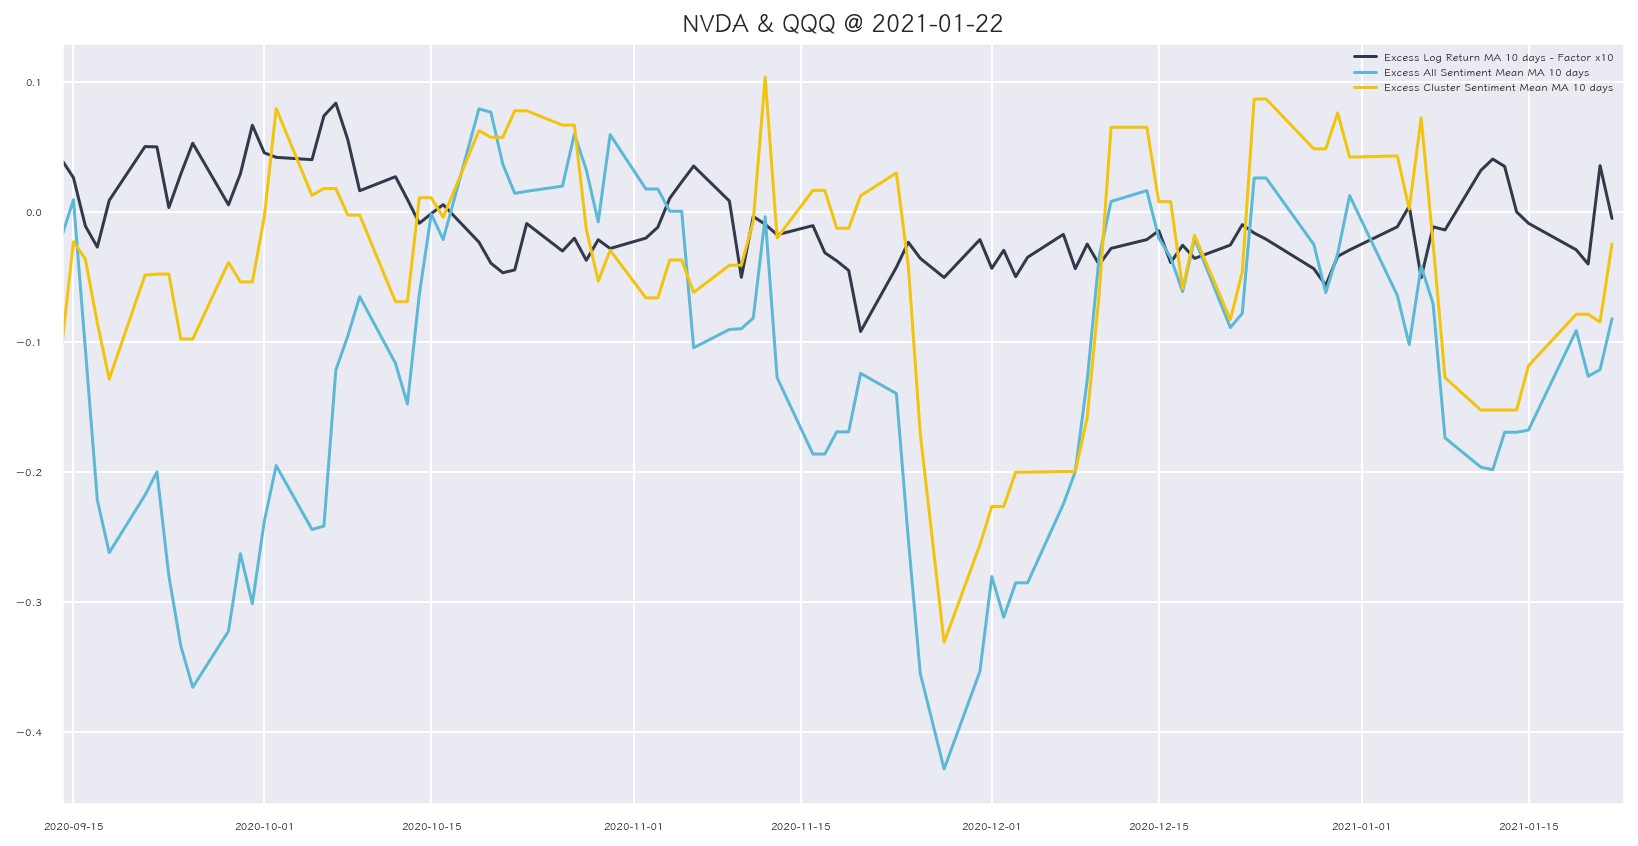 NVDA & QQQ @ 2021-01-22
Excess Log Return MA 10 days - Factor x10
Excess All Sentiment Mean MA 10 days
Excess Cluster Sentiment Mean MA 10 days
0.1
0.0
−0.1
−0.2
−0.3
−0.4
2020-09-15 2020-10-01 2020-10-15 2020-11-01 2020-11-15 2020-12-01 2020-12-15 2021-01-01 2021-01-15